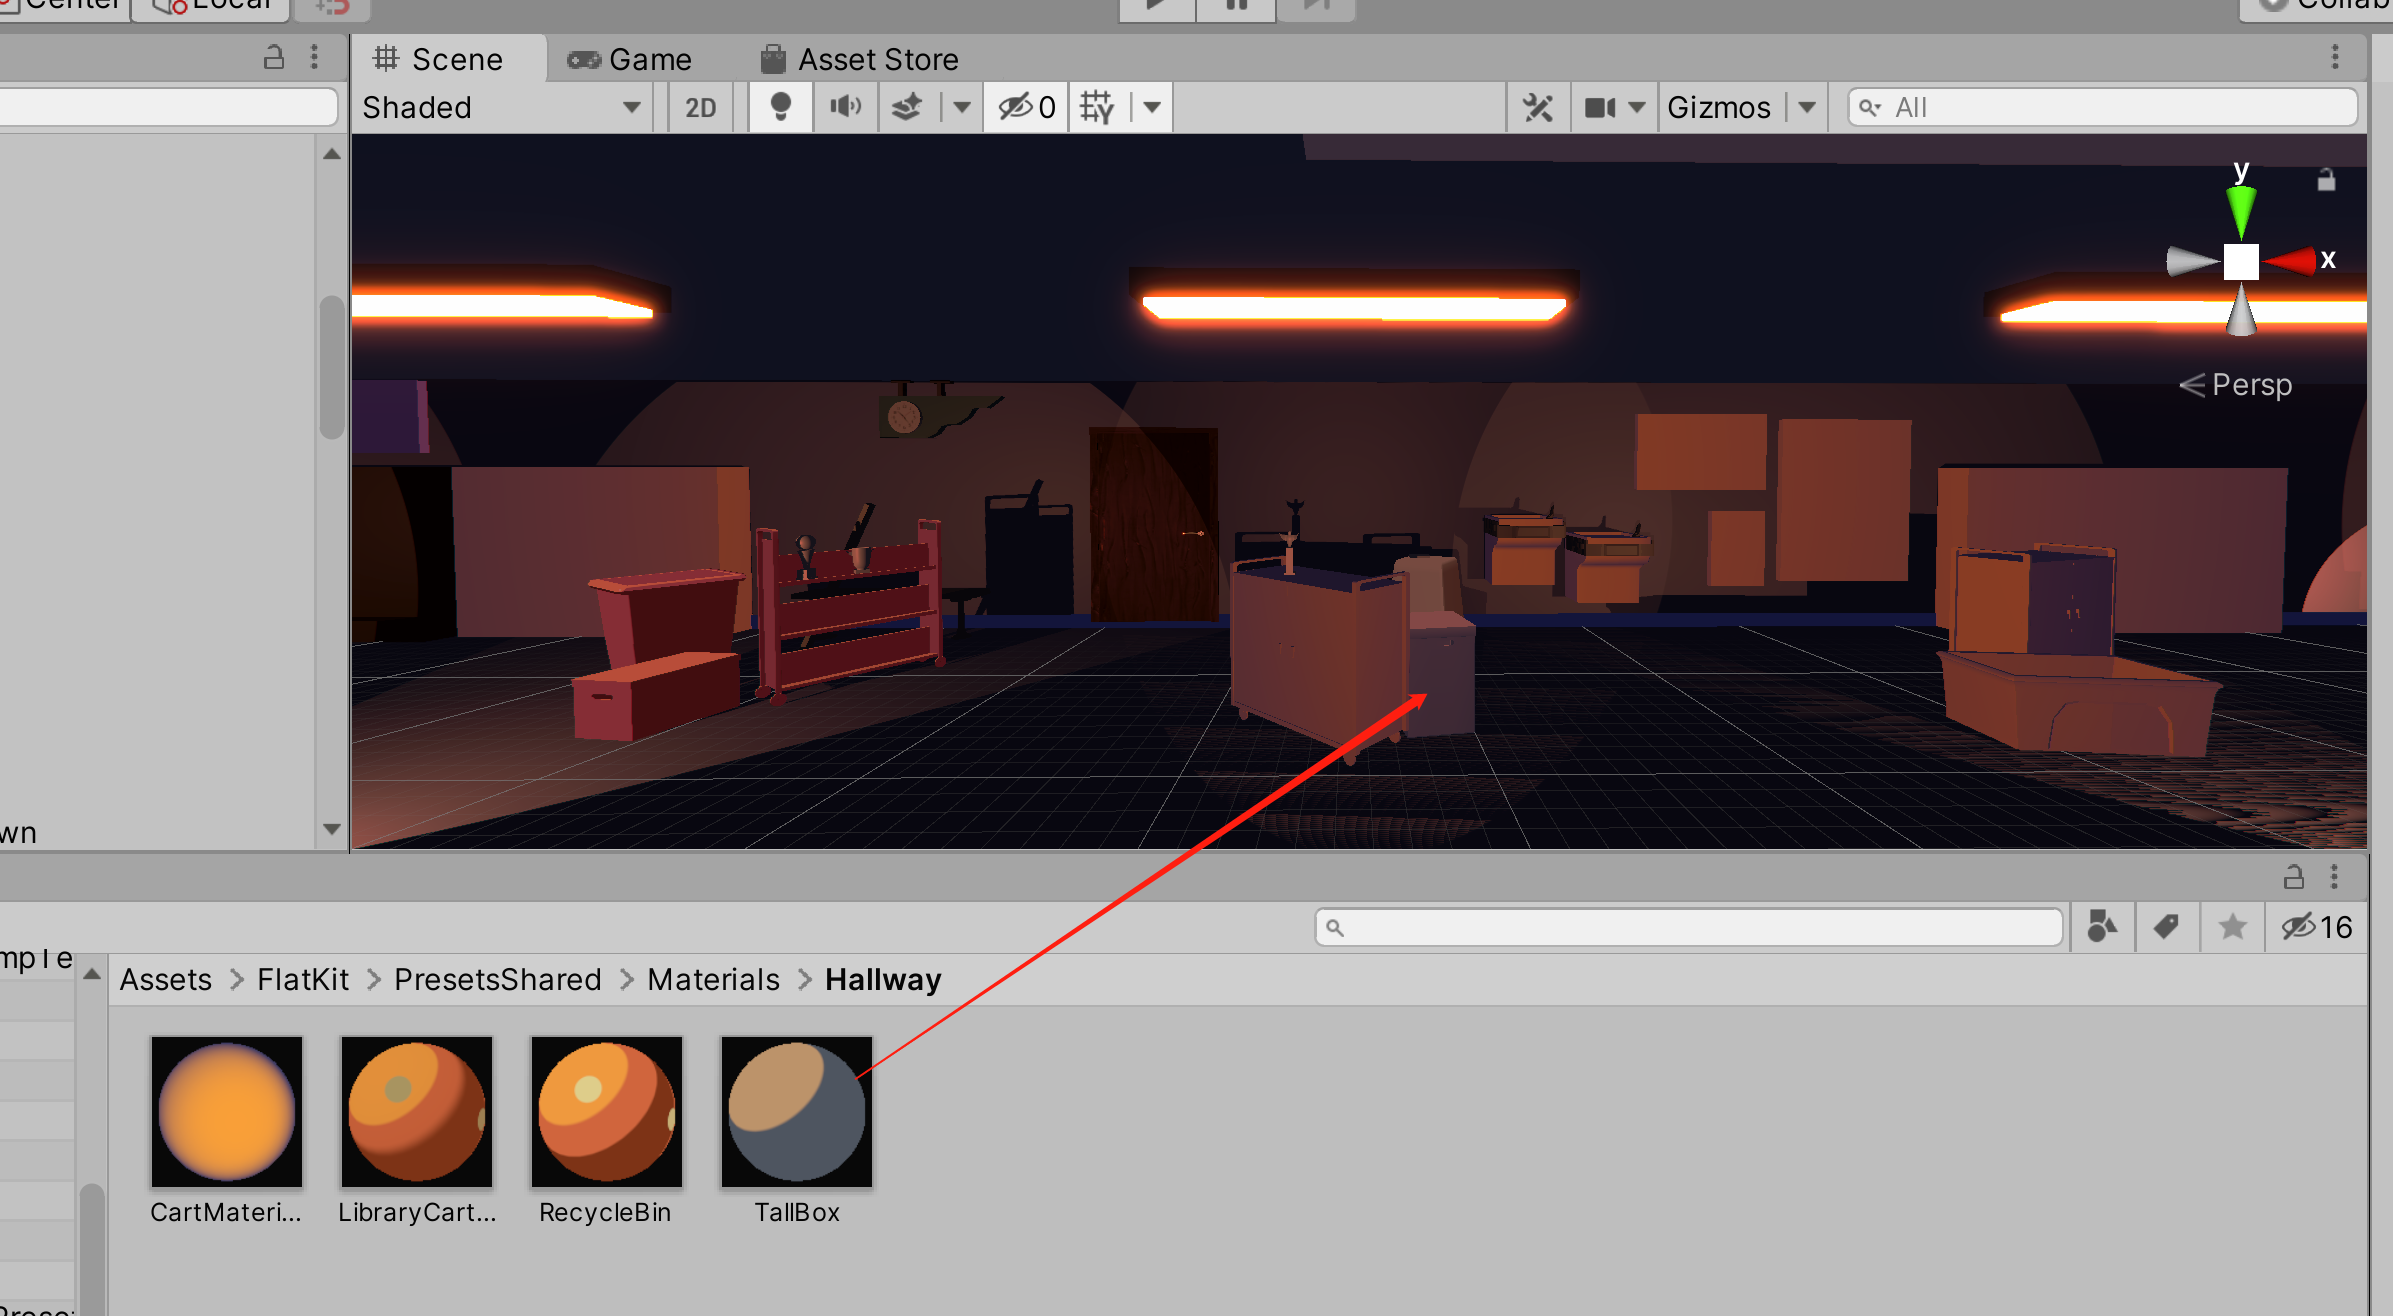 Center
Local
Collab
Scene
Game
Asset Store
Shaded
2D
0
Gizmos
All
y
x
Persp
wn
16
mple
Assets > FlatKit > PresetsShared > Materials > Hallway
CartMateri...
LibraryCart...
RecycleBin
TallBox